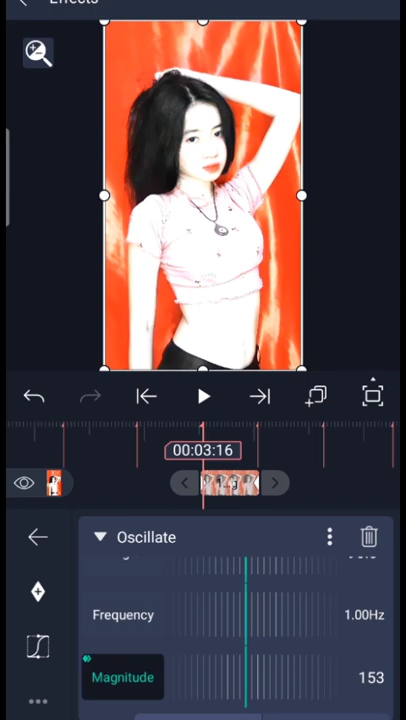 Effects
00:03:16
Oscillate
Frequency 1.00Hz
Magnitude 153